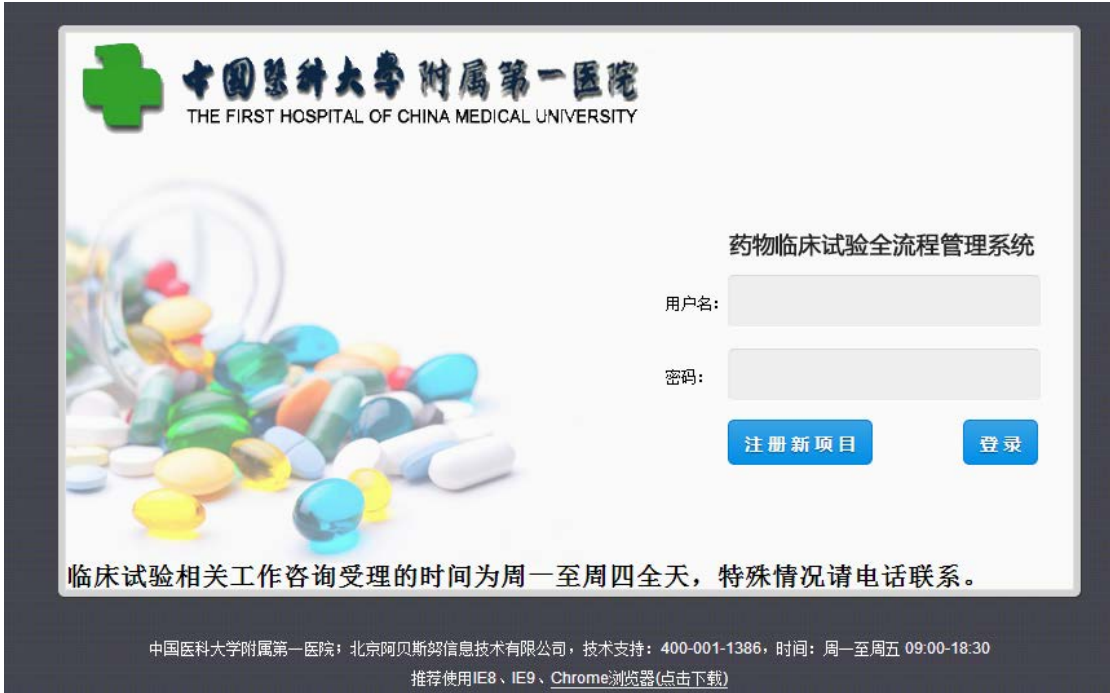 中国醫科大學 附属第一医院
THE FIRST HOSPITAL OF CHINA MEDICAL UNIVERSITY
药物临床试验全流程管理系统
用户名：
密码：
注册新项目 登录
临床试验相关工作咨询受理的时间为周一至周四全天，特殊情况请电话联系。
中国医科大学附属第一医院；北京阿贝斯努信息技术有限公司，技术支持：400-001-1386，时间：周一至周五 09:00-18:30
推荐使用IE8、IE9、Chrome浏览器(点击下载)